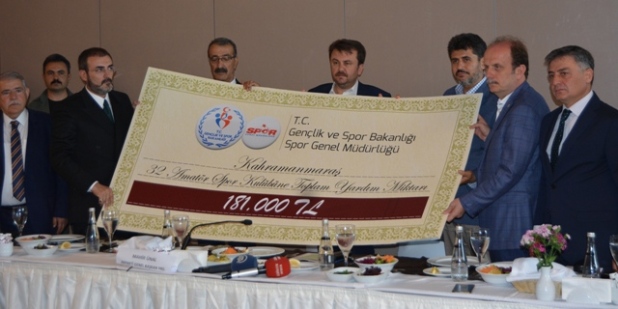 T.C.
Gençlik ve Spor Bakanlığı
Spor Genel Müdürlüğü
SPOR
Kahramanmaraş
32 Amatör Spor Kulübüne Toplam Yardım Miktarı
181.000 TL